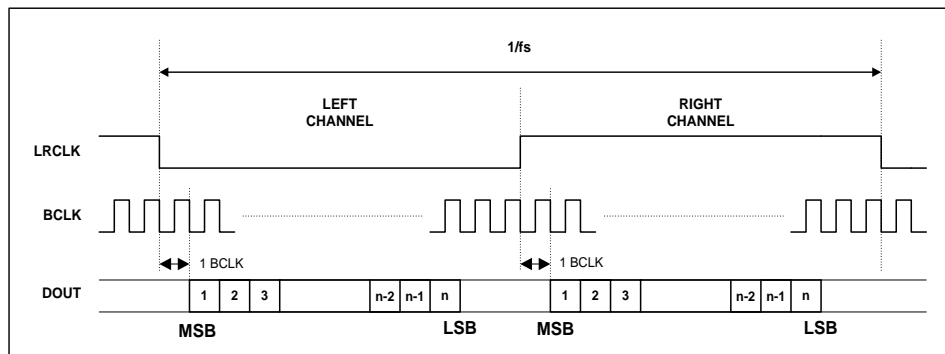 1/fs
LEFT
CHANNEL
RIGHT
CHANNEL
LRCLK
BCLK
1 BCLK
1 BCLK
DOUT
1 2 3 n-2 n-1 n 1 2 3 n-2 n-1 n
MSB LSB MSB LSB